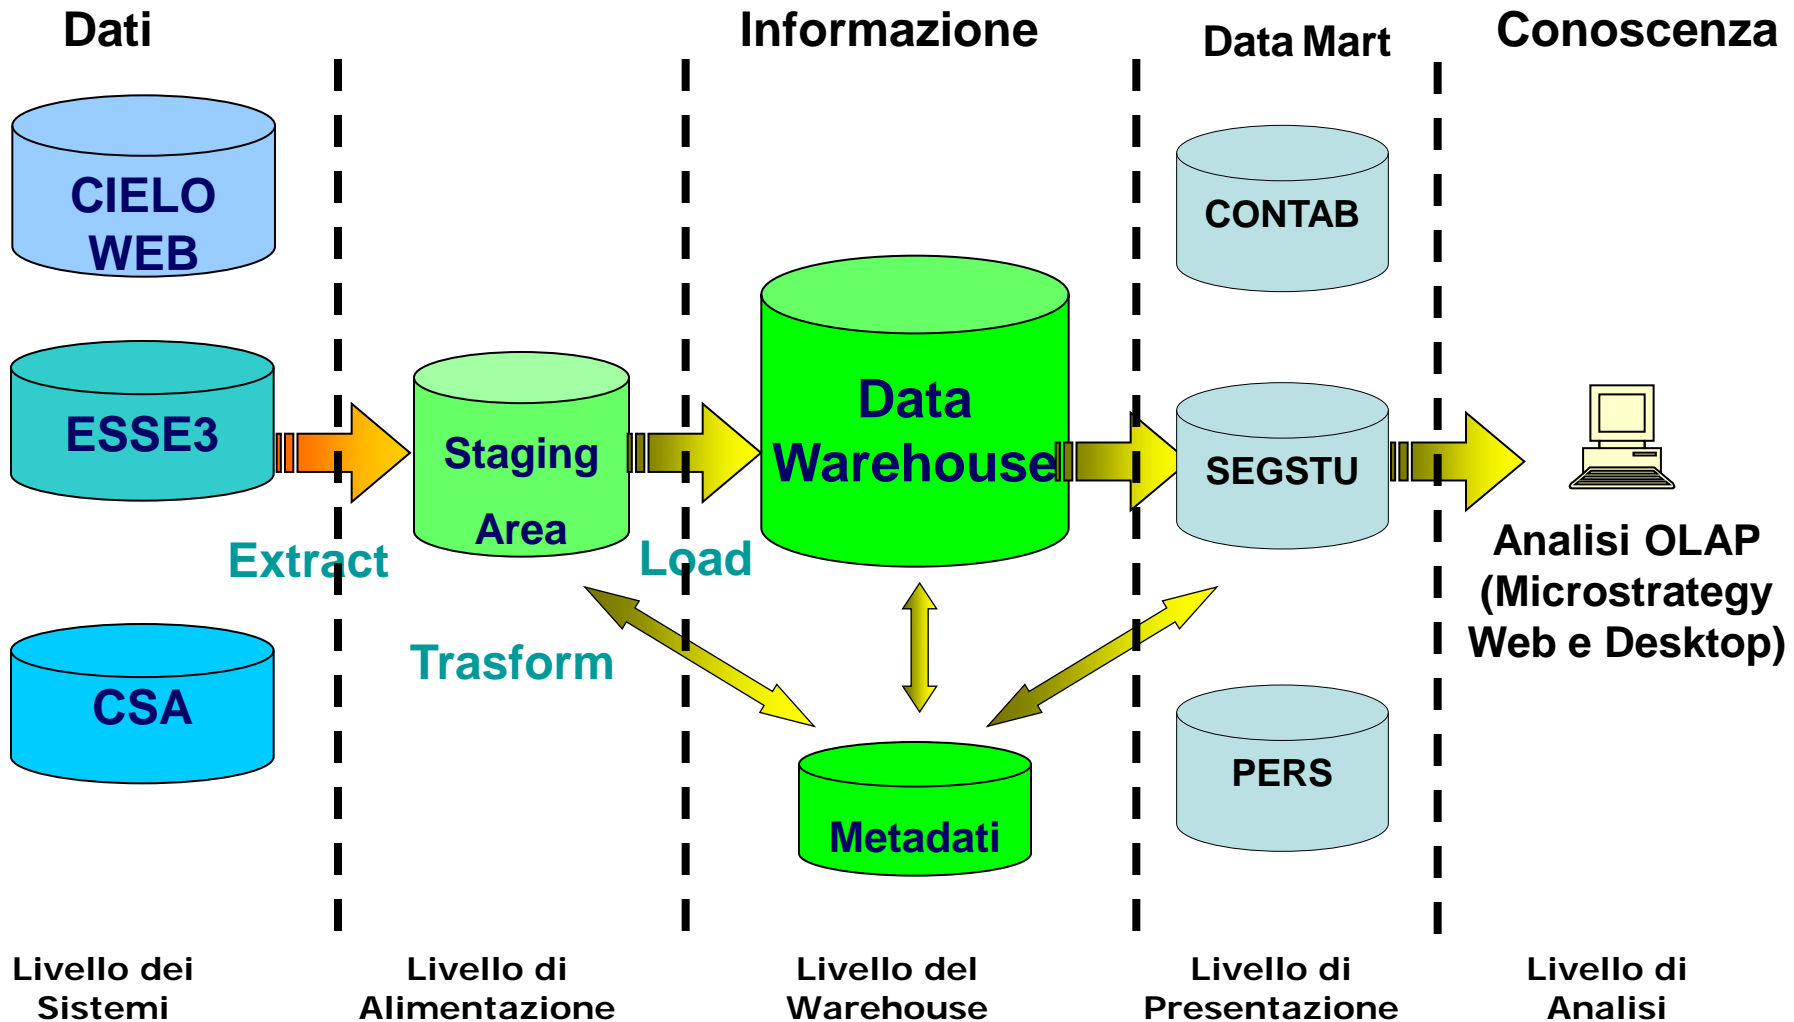 Dati
Informazione
Data Mart
Conoscenza
CIELO
WEB
CONTAB
ESSE3
Staging
Area
Data
Warehouse
SEGSTU
Extract
Load
Trasform
Analisi OLAP
(Microstrategy
Web e Desktop)
CSA
PERS
Metadati
Livello dei
Sistemi
Livello di
Alimentazione
Livello del
Warehouse
Livello di
Presentazione
Livello di
Analisi